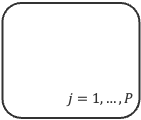 j = 1, ..., P